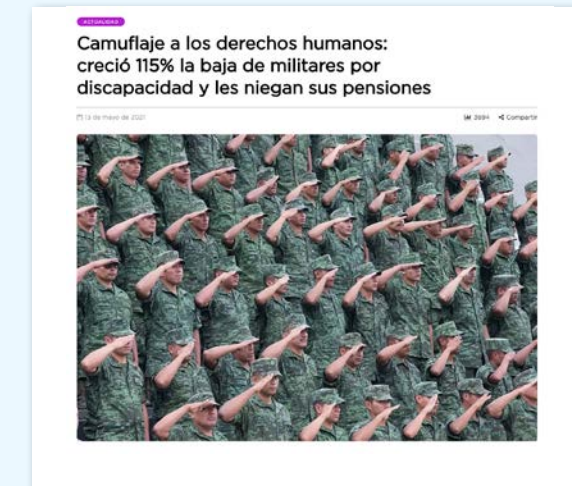 ACTUALIDAD
Camuflaje a los derechos humanos:
creció 115% la baja de militares por
discapacidad y les niegan sus pensiones
13 de mayo de 2021
Compartir